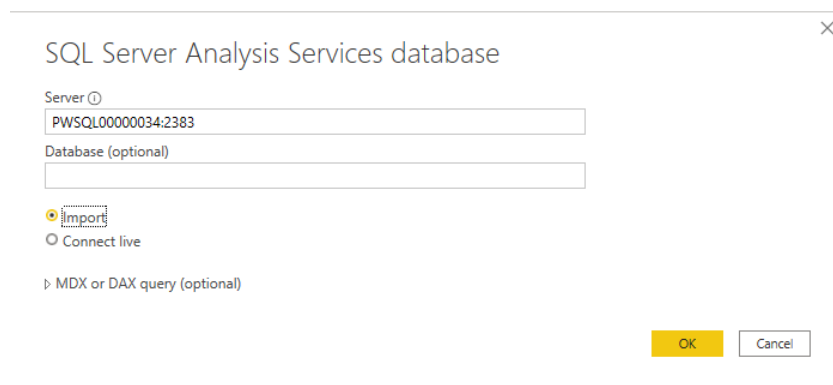 SQL Server Analysis Services database
Server
PWSQL00000034:2383
Database (optional)
Import
Connect live
MDX or DAX query (optional)
OK Cancel